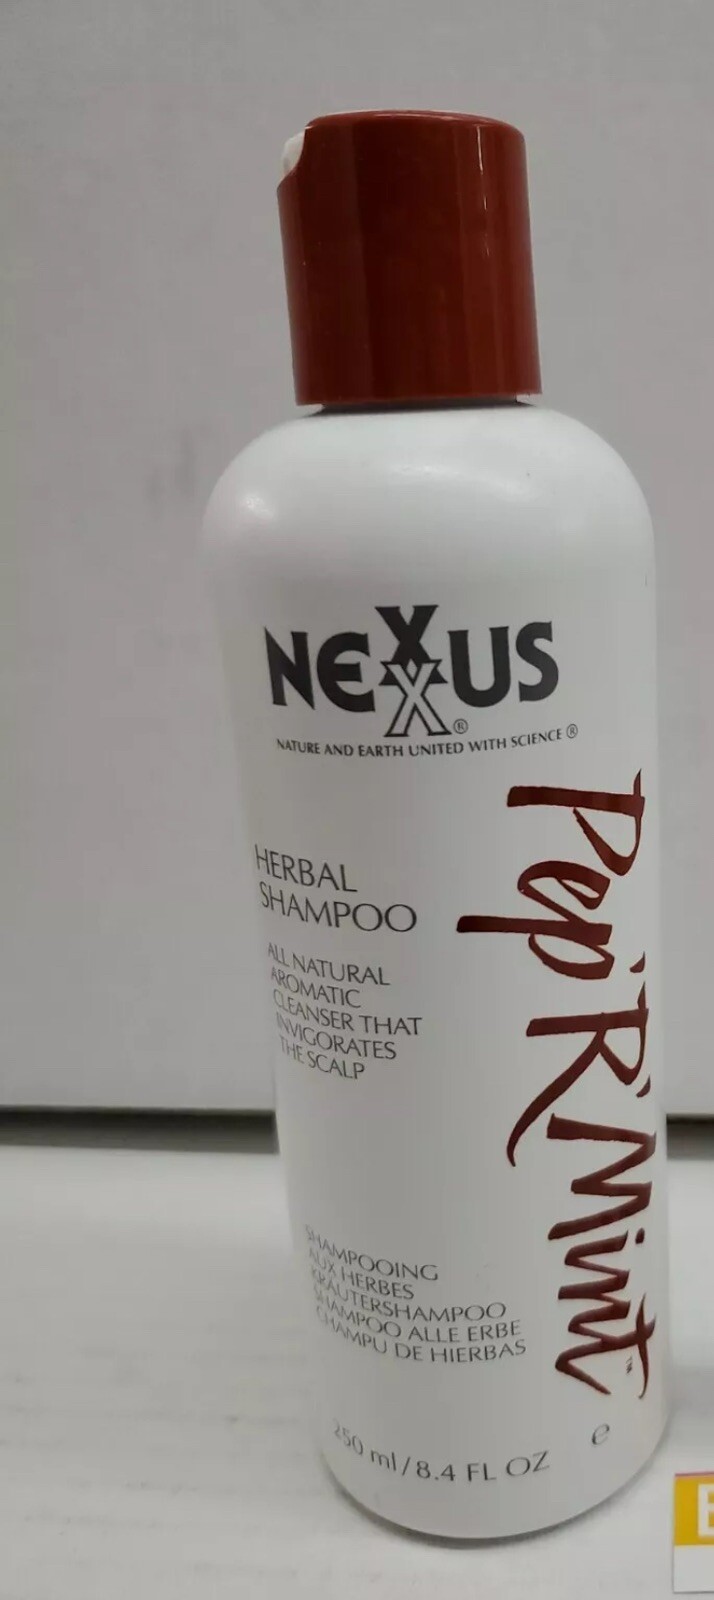 NEXXUS®
NATURE AND EARTH UNITED WITH SCIENCE®
Pep'R'Mint™
HERBAL
SHAMPOO
ALL NATURAL
AROMATIC
CLEANSER THAT
INVIGORATES
THE SCALP
SHAMPOOING
AUX HERBES
KRÄUTERSHAMPOO
SHAMPOO ALLE ERBE
CHAMPU DE HIERBAS
250 ml/8.4 FL OZ e